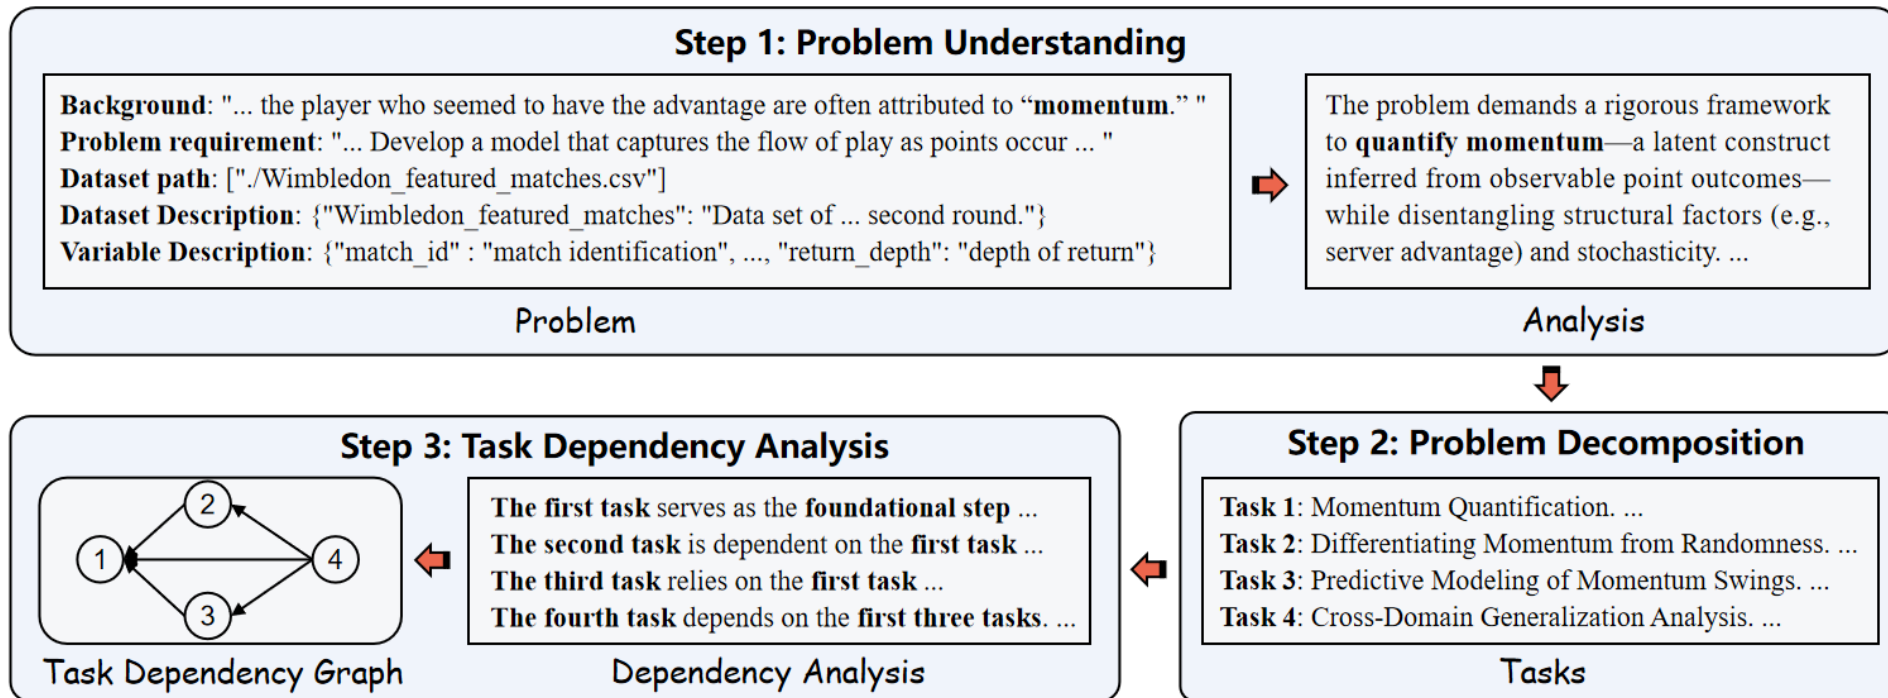 Step 1: Problem Understanding
Background: "... the player who seemed to have the advantage are often attributed to “momentum.” "
Problem requirement: "... Develop a model that captures the flow of play as points occur ... "
Dataset path: ["./Wimbledon_featured_matches.csv"]
Dataset Description: {"Wimbledon_featured_matches": "Data set of ... second round."}
Variable Description: {"match_id" : "match identification", ..., "return_depth": "depth of return"}
Problem
The problem demands a rigorous framework
to quantify momentum—a latent construct
inferred from observable point outcomes—
while disentangling structural factors (e.g.,
server advantage) and stochasticity. ...
Analysis
Step 2: Problem Decomposition
Task 1: Momentum Quantification. ...
Task 2: Differentiating Momentum from Randomness. ...
Task 3: Predictive Modeling of Momentum Swings. ...
Task 4: Cross-Domain Generalization Analysis. ...
Tasks
Step 3: Task Dependency Analysis
The first task serves as the foundational step ...
The second task is dependent on the first task ...
The third task relies on the first task ...
The fourth task depends on the first three tasks. ...
Dependency Analysis
2
1
4
3
Task Dependency Graph